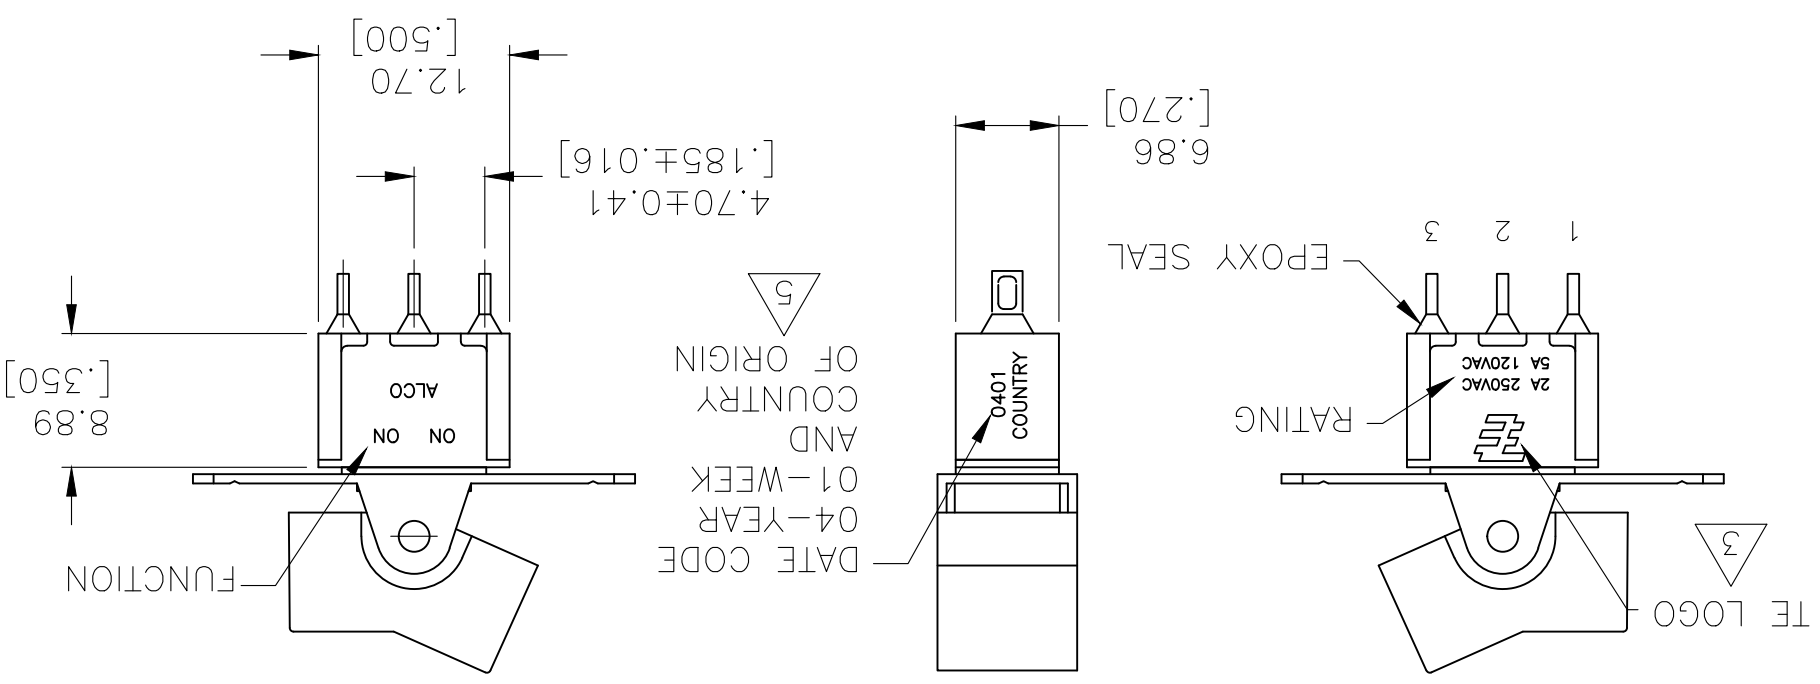 TE LOGO
3
RATING
2A 250VAC
5A 120VAC
EPOXY SEAL
1 2 3
0401
COUNTRY
6.86
[.270]
DATE CODE
04-YEAR
01-WEEK
AND
COUNTRY
OF ORIGIN
5
FUNCTION
ON ON
ALCO
8.89
[.350]
4.70±0.41
[.185±.016]
12.70
[.500]